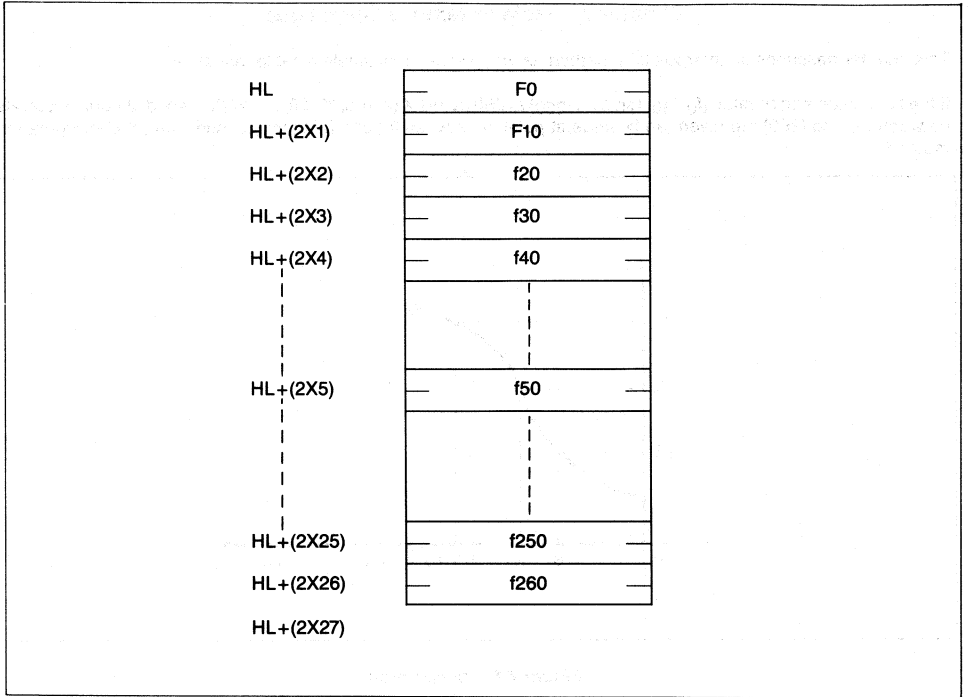 HL F0
HL+(2X1) F10
HL+(2X2) f20
HL+(2X3) f30
HL+(2X4) f40
HL+(2X5) f50
HL+(2X25) f250
HL+(2X26) f260
HL+(2X27)